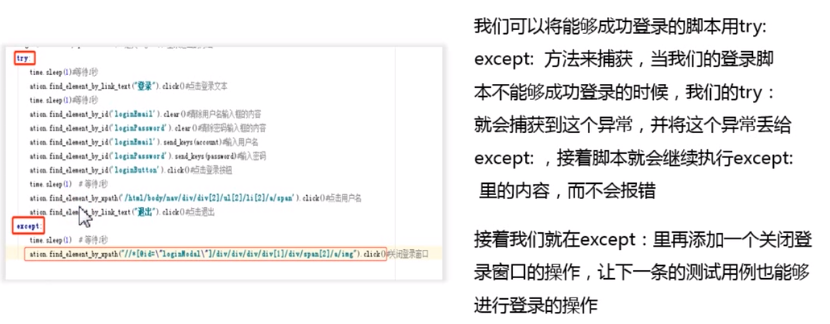 try:
time.sleep(1)#等待1秒
ation.find_element_by_link_text("登录").click()#点击登录文本
time.sleep(1)#等待1秒
ation.find_element_by_id('loginEmail').clear()#清除用户名输入框的内容
ation.find_element_by_id('loginPassword').clear()#清除密码输入框的内容
ation.find_element_by_id('loginEmail').send_keys(account)#输入用户名
ation.find_element_by_id('loginPassword').send_keys(password)#输入密码
ation.find_element_by_id('loginButton').click()#点击登录按钮
time.sleep(1) #等待1秒
ation.find_element_by_xpath('/html/body/nav/div/div[2]/ul[2]/li[2]/a/span').click()#点击用户名
ation.find_element_by_link_text("退出").click()#点击退出
except:
time.sleep(1) #等待1秒
ation.find_element_by_xpath("//*[@id=\"loginModal\"]/div/div/div/div[1]/div/span[2]/a/img").click()#关闭登录窗口
我们可以将能够成功登录的脚本用try:
except: 方法来捕获，当我们的登录脚
本不能够成功登录的时候，我们的try：
就会捕获到这个异常，并将这个异常丢给
except: ，接着脚本就会继续执行except:
里的内容，而不会报错
接着我们就在except：里再添加一个关闭登
录窗口的操作，让下一条的测试用例也能够
进行登录的操作